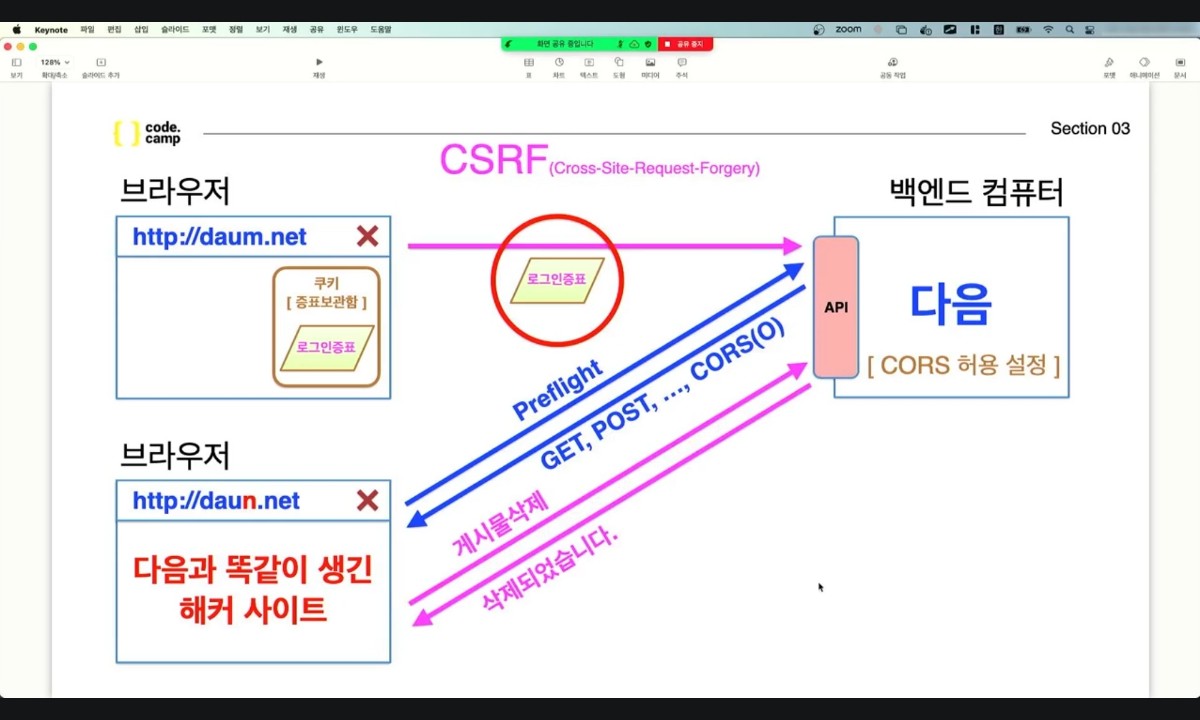 Keynote 파일 편집 삽입 슬라이드 포맷 정렬 보기 재생 공유 윈도우 도움말
zoom
화면 공유 중입니다
공유 중지
128%
보기 확대/축소 슬라이드 추가
재생
표 차트 텍스트 도형 미디어 주석
공동 작업
포맷 애니메이션 문서
code.
camp
Section 03
CSRF(Cross-Site-Request-Forgery)
브라우저
백엔드 컴퓨터
http://daum.net
쿠키
[ 증표보관함 ]
로그인증표
로그인증표
API
다음
[ CORS 허용 설정 ]
Preflight
GET, POST, ..., CORS(O)
브라우저
http://daun.net
다음과 똑같이 생긴
해커 사이트
게시물삭제
삭제되었습니다.